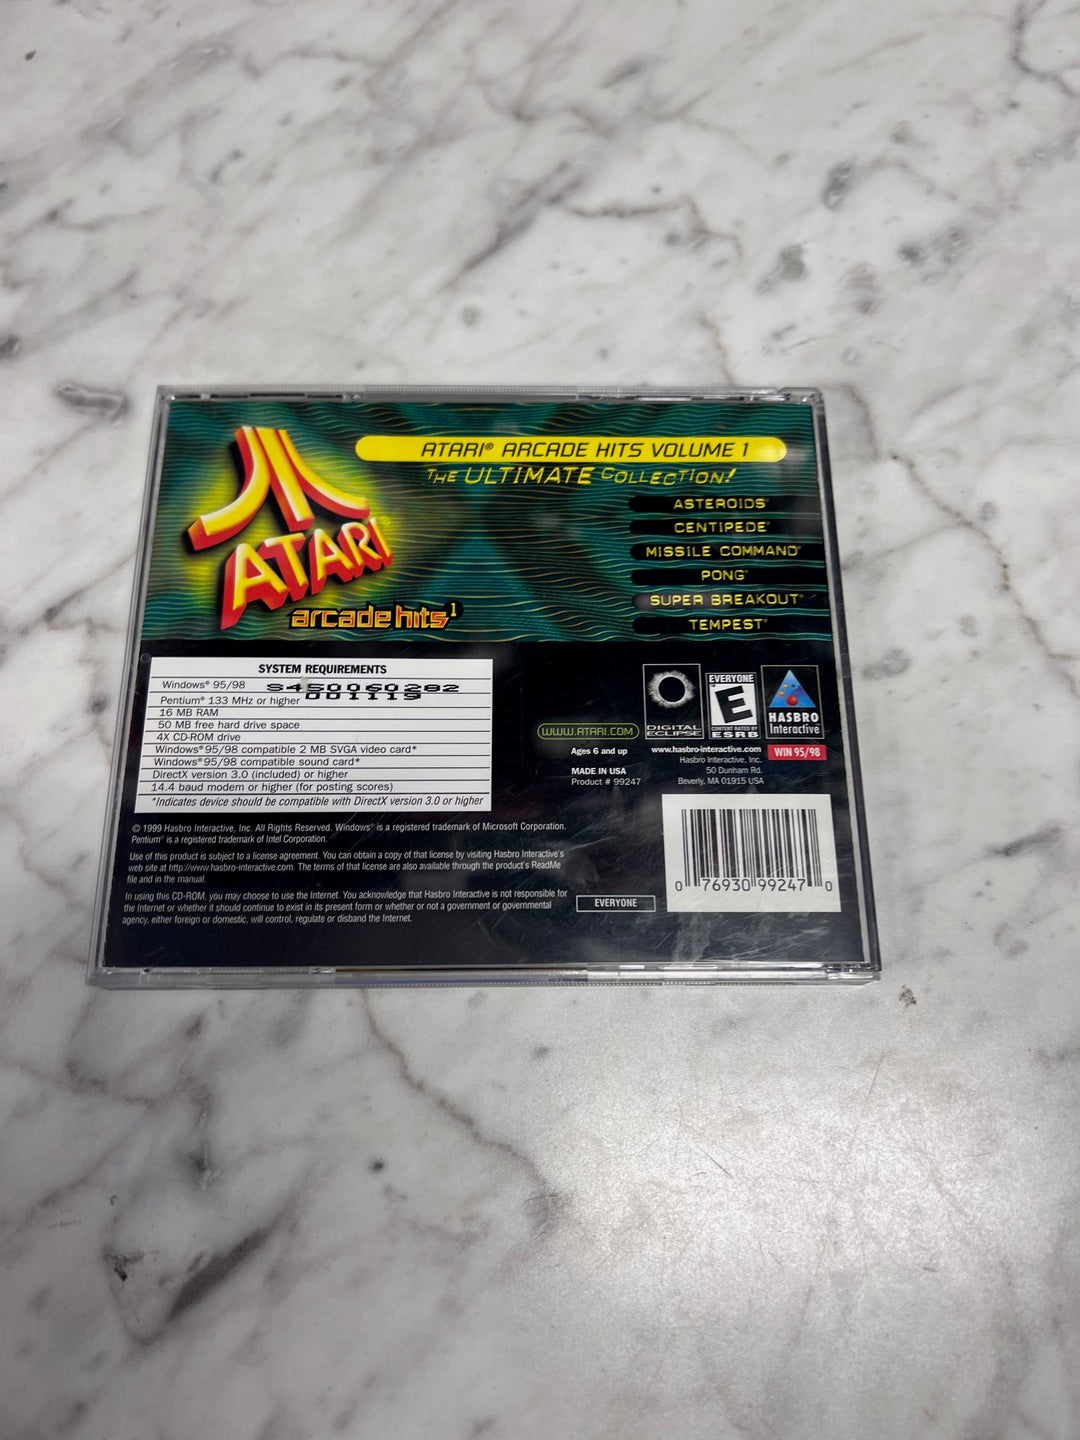 ATARI® ARCADE HITS VOLUME 1
THE ULTIMATE COLLECTION!
ATARI®
arcade hits 1
ASTEROIDS®
CENTIPEDE®
MISSILE COMMAND®
PONG®
SUPER BREAKOUT®
TEMPEST®
SYSTEM REQUIREMENTS
Windows® 95/98
S450060282
001119
Pentium® 133 MHz or higher
16 MB RAM
50 MB free hard drive space
4X CD-ROM drive
Windows® 95/98 compatible 2 MB SVGA video card*
Windows® 95/98 compatible sound card*
DirectX version 3.0 (included) or higher
14.4 baud modem or higher (for posting scores)
*Indicates device should be compatible with DirectX version 3.0 or higher
WWW.ATARI.COM
Ages 6 and up
MADE IN USA
Product # 99247
DIGITAL
ECLIPSE
EVERYONE
E
CONTENT RATED BY
ESRB
HASBRO
Interactive
www.hasbro-interactive.com
WIN 95/98
Hasbro Interactive, Inc.
50 Dunham Rd.
Beverly, MA 01915 USA
© 1999 Hasbro Interactive, Inc. All Rights Reserved. Windows® is a registered trademark of Microsoft Corporation.
Pentium® is a registered trademark of Intel Corporation.
Use of this product is subject to a license agreement. You can obtain a copy of that license by visiting Hasbro Interactive's
web site at http://www.hasbro-interactive.com. The terms of that license are also available through the product's ReadMe
file and in the manual.
In using this CD-ROM, you may choose to use the Internet. You acknowledge that Hasbro Interactive is not responsible for
the Internet or whether it should continue to exist in its present form or whether or not a government or governmental
agency, either foreign or domestic, will control, regulate or disband the Internet.
EVERYONE
0 76930 99247 0